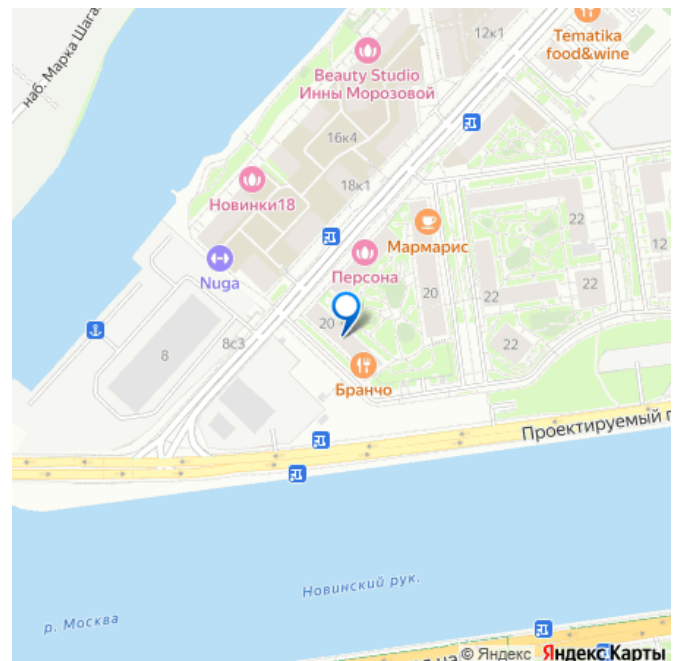 наб. Марка Шага
12к1
Tematika
food&wine
Beauty Studio
Инны Морозовой
16к4
18к1
Новинки18
22
Мармарис
12
Nuga
Персона
20
22
22
20
8с3
8
22
Бранчо
Проектируемый п
Новинский рук.
р. Москва
© Яндекс Яндекс Карты